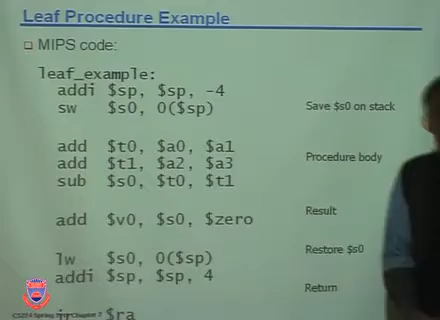 Leaf Procedure Example
MIPS code:
leaf_example:
addi $sp, $sp, -4
sw $s0, 0($sp)
Save $s0 on stack
add $t0, $a0, $a1
add $t1, $a2, $a3
Procedure body
sub $s0, $t0, $t1
add $v0, $s0, $zero
Result
lw $s0, 0($sp)
Restore $s0
addi $sp, $sp, 4
Return
jr $ra